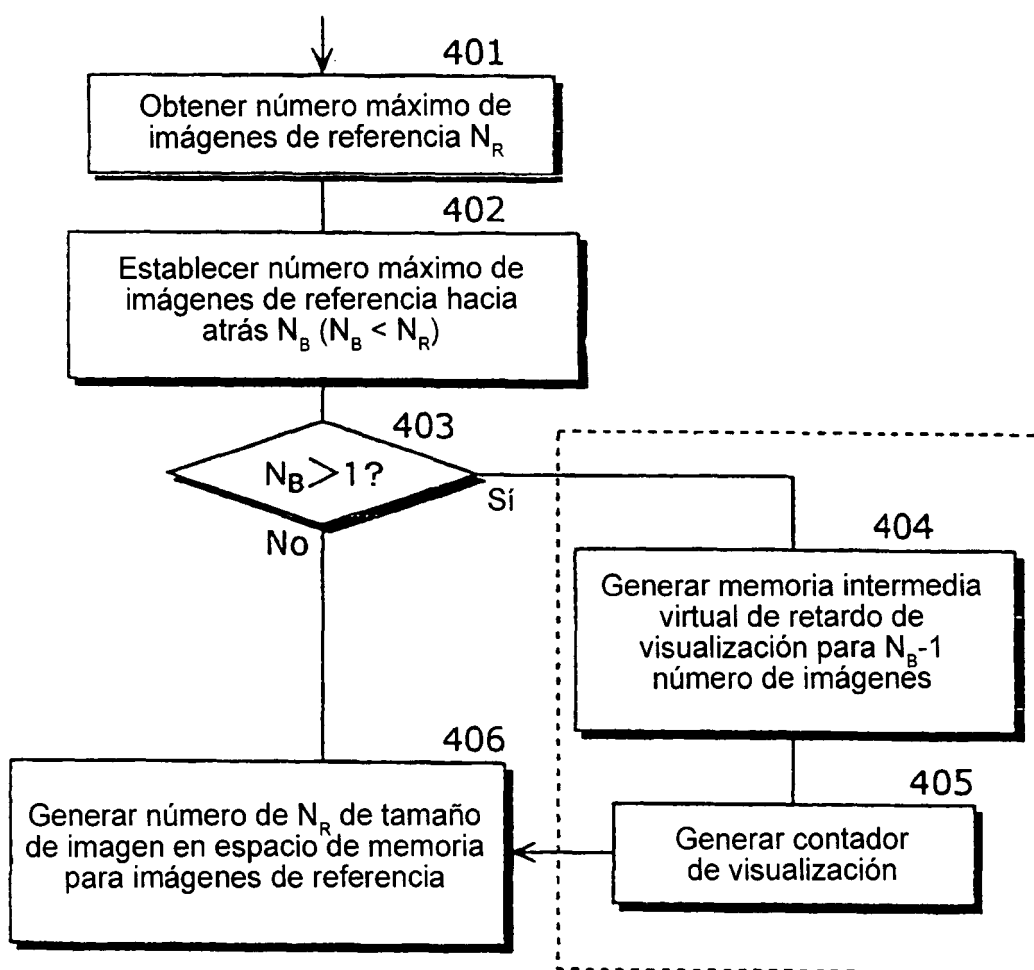 401
Obtener número máximo de
imágenes de referencia N_R
402
Establecer número máximo de
imágenes de referencia hacia
atrás N_B (N_B < N_R)
403
N_B>1?
Sí
No
404
Generar memoria intermedia
virtual de retardo de
visualización para N_B-1
número de imágenes
405
Generar contador
de visualización
406
Generar número de N_R de tamaño
de imagen en espacio de memoria
para imágenes de referencia